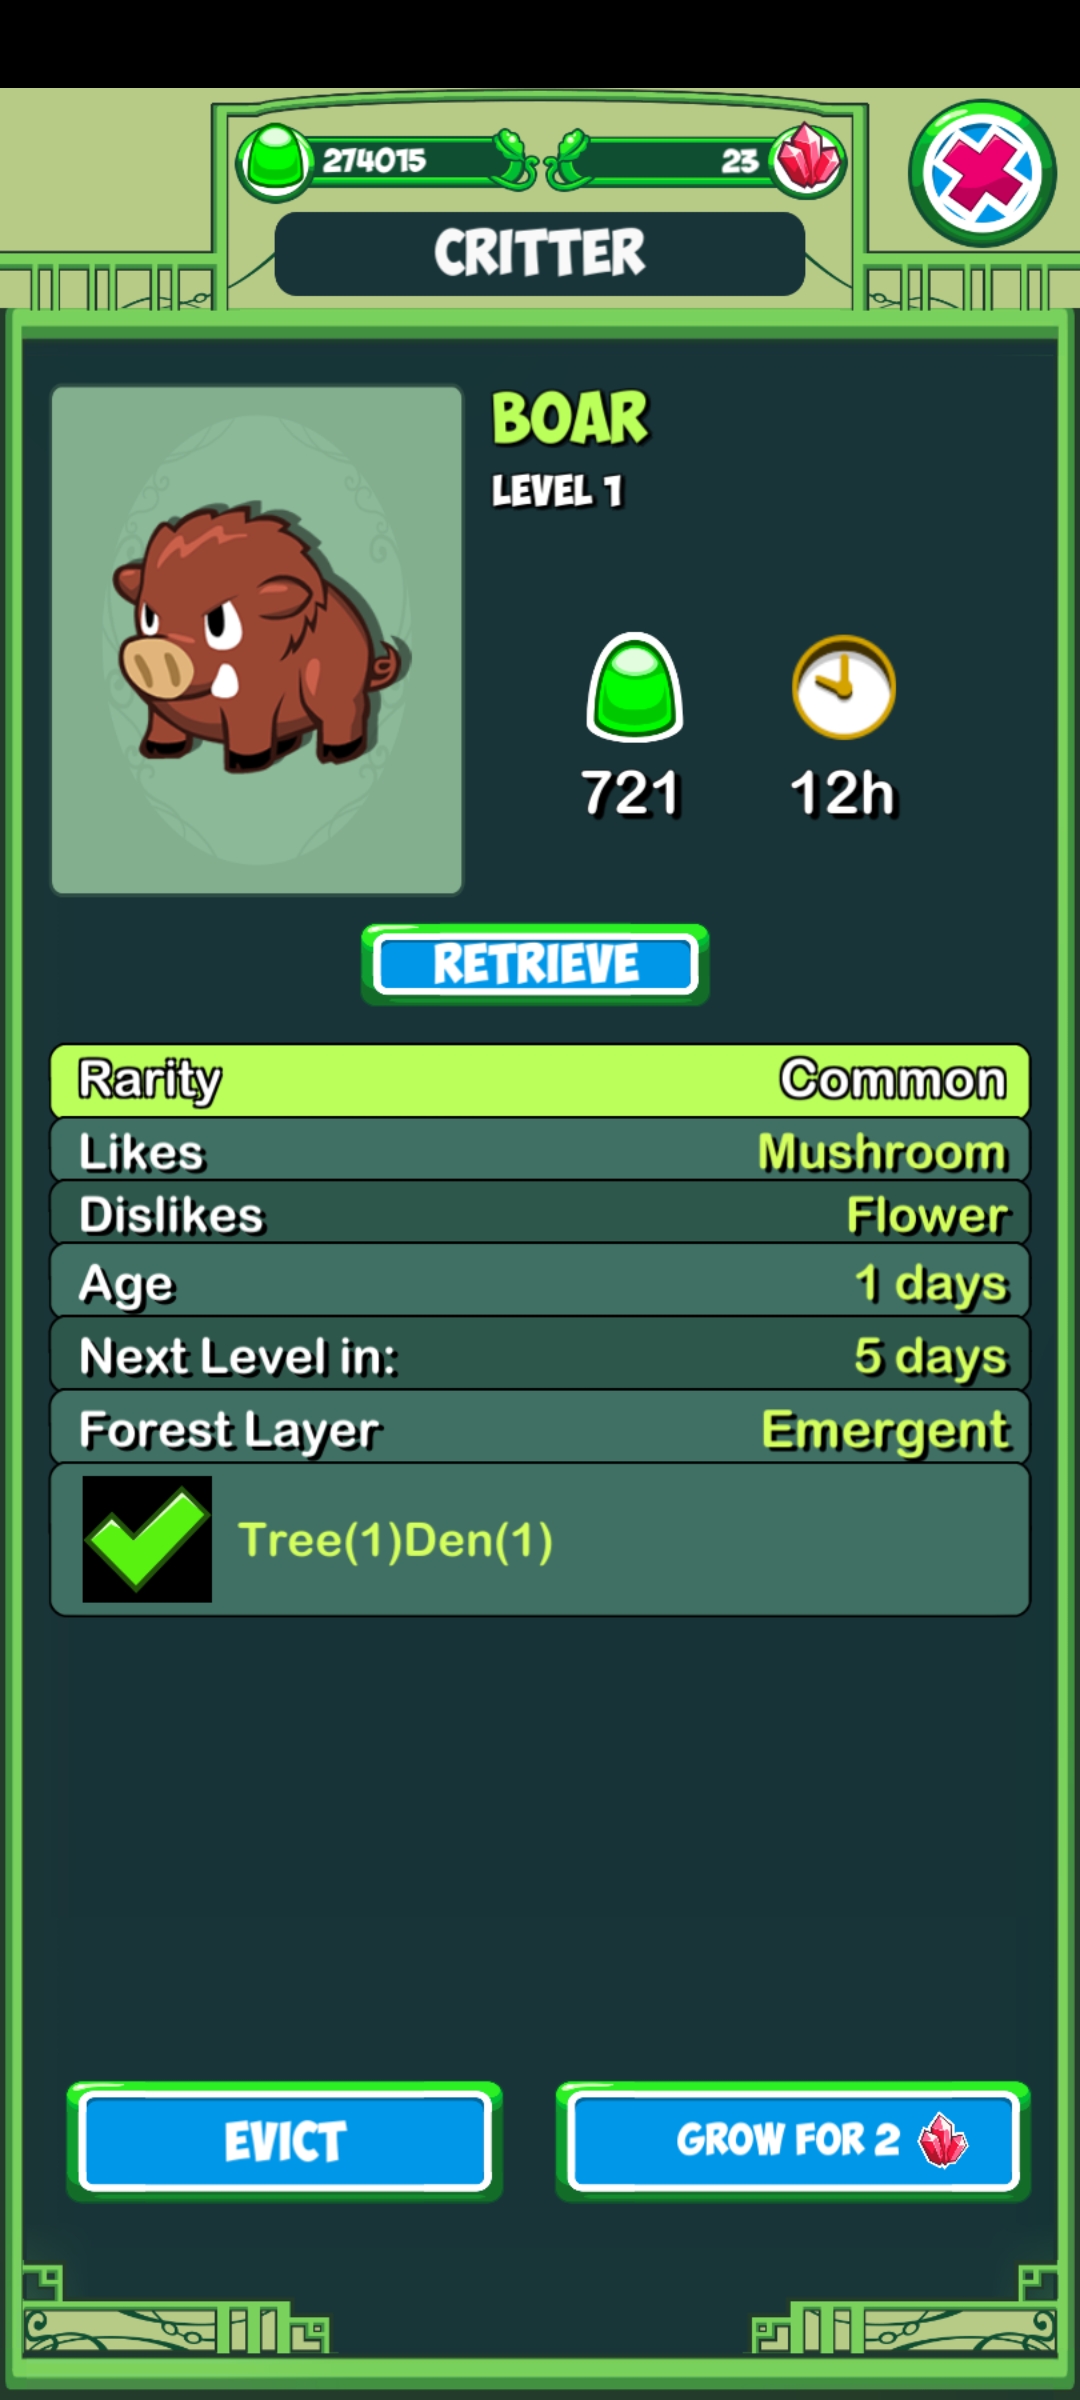 274015
23
CRITTER
BOAR
LEVEL 1
721
12h
RETRIEVE
Rarity Common
Likes Mushroom
Dislikes Flower
Age 1 days
Next Level in: 5 days
Forest Layer Emergent
Tree(1)Den(1)
EVICT
GROW FOR 2